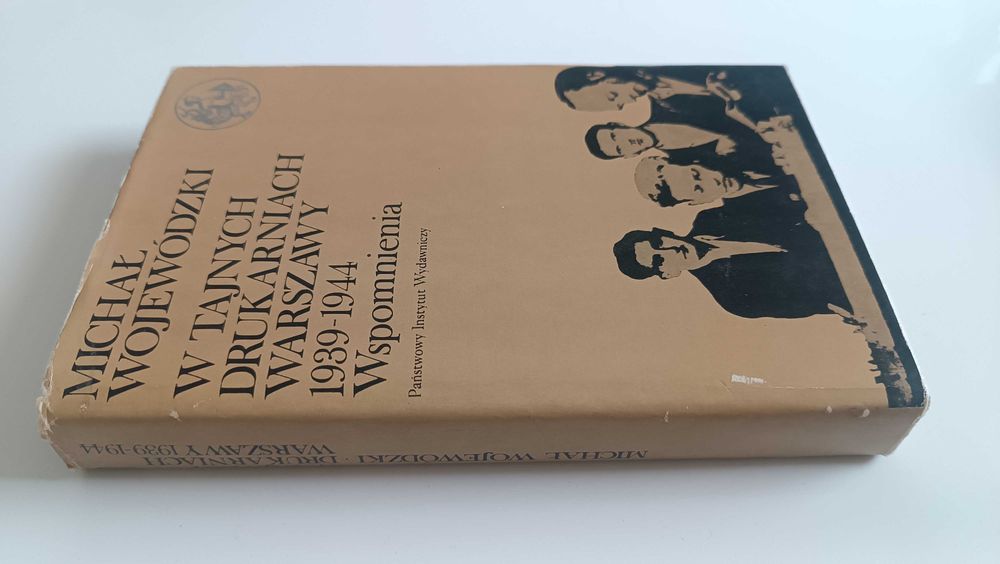 MICHAŁ
WOJEWÓDZKI
W TAJNYCH
DRUKARNIACH
WARSZAWY
1939-1944
Wspomnienia
Państwowy Instytut Wydawniczy
MICHAŁ WOJEWÓDZKI · DRUKARNIACH
WARSZAWY 1939-1944